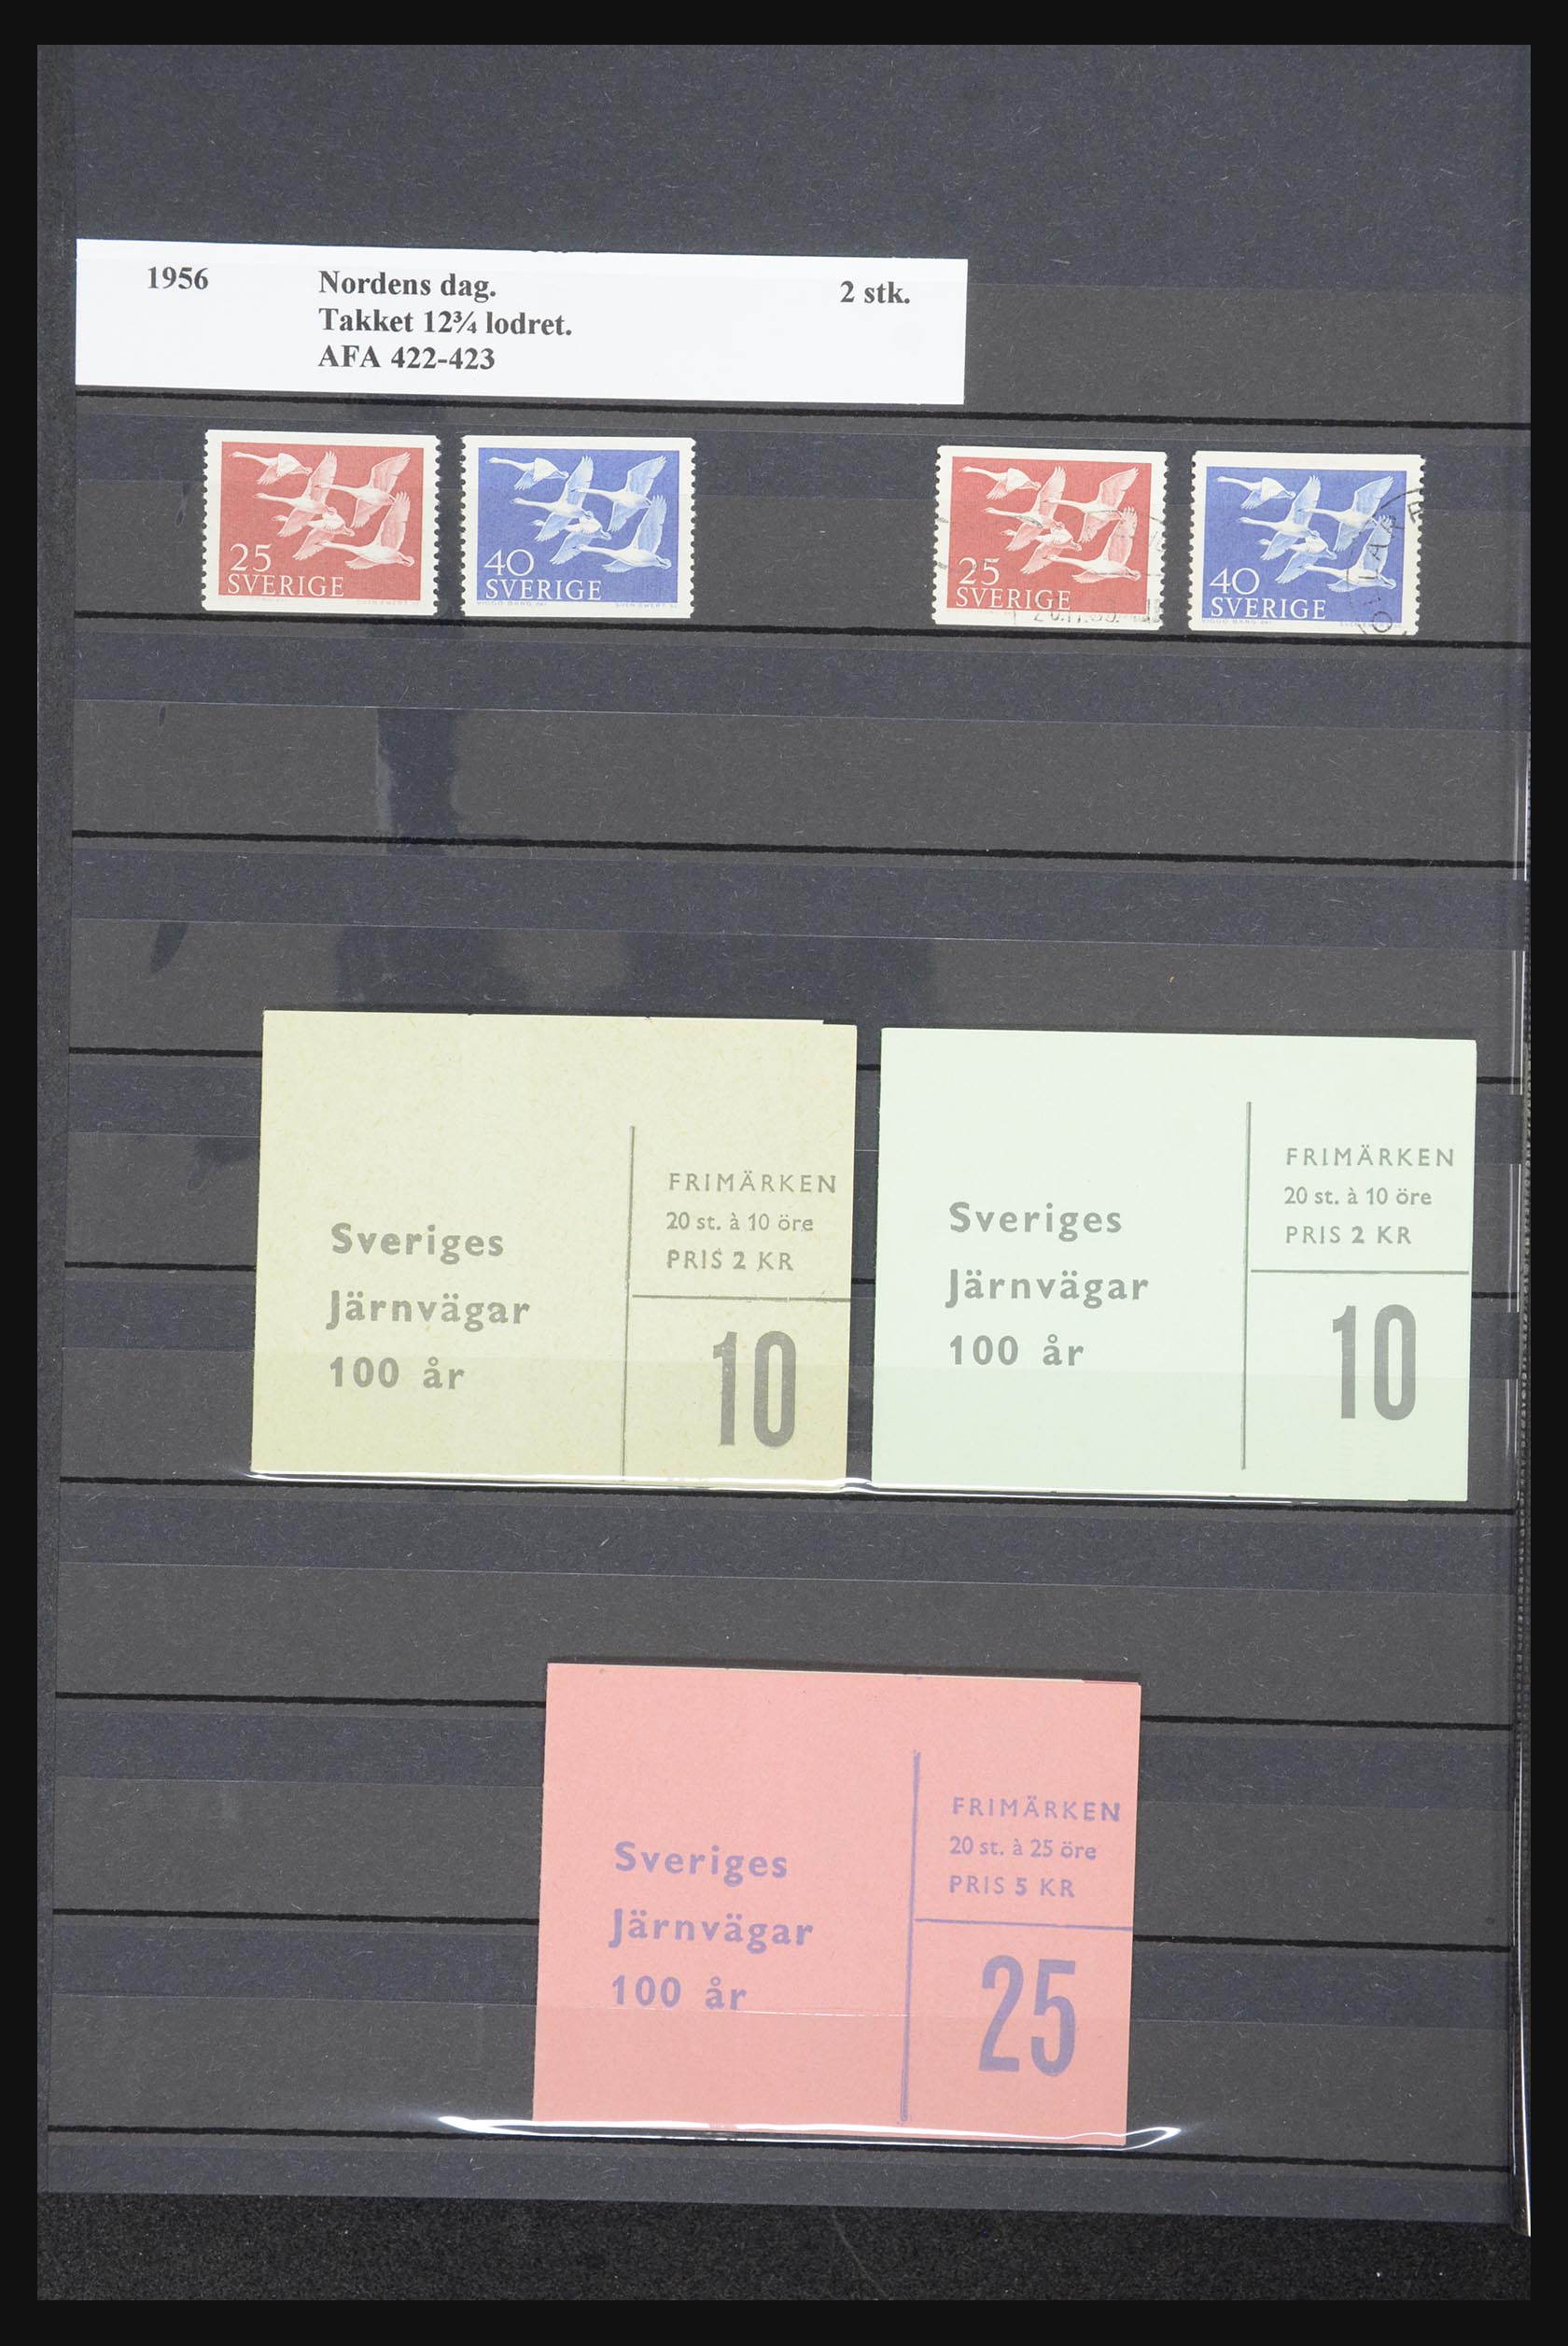 1956 Nordens dag. 2 stk.
Takket 12¾ lodret.
AFA 422-423
25
SVERIGE
40
SVERIGE
25
SVERIGE
40
SVERIGE
Sveriges
Järnvägar
100 år
FRIMÄRKEN
20 st. à 10 öre
PRIS 2 KR
10
Sveriges
Järnvägar
100 år
FRIMÄRKEN
20 st. à 10 öre
PRIS 2 KR
10
Sveriges
Järnvägar
100 år
FRIMÄRKEN
20 st. à 25 öre
PRIS 5 KR
25